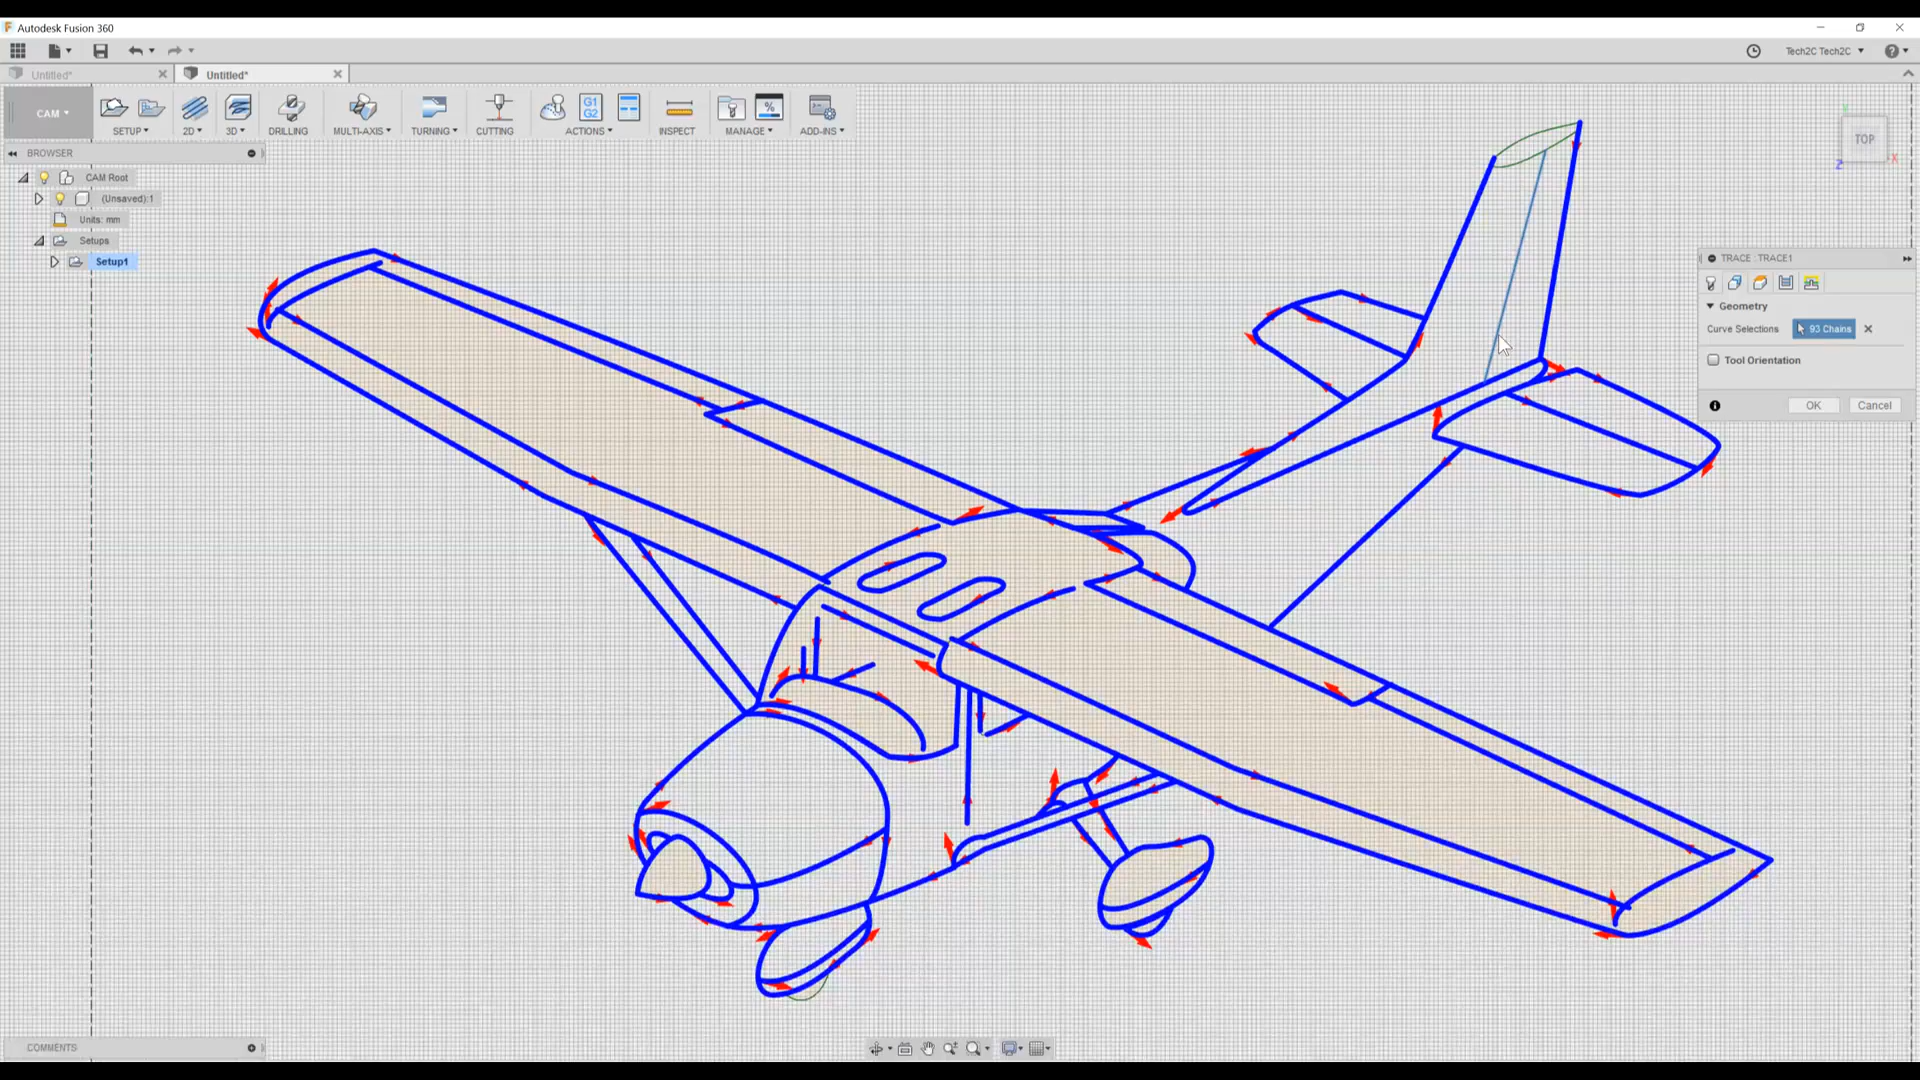 Autodesk Fusion 360
Tech2C Tech2C
Untitled*
Untitled*
CAM
G1
G2
%
SETUP
2D
3D
DRILLING
MULTI-AXIS
TURNING
CUTTING
ACTIONS
INSPECT
MANAGE
ADD-INS
BROWSER
CAM Root
(Unsaved):1
Units: mm
Setups
Setup1
Y
TOP
Z
X
TRACE : TRACE1
Geometry
Curve Selections
93 Chains
Tool Orientation
OK
Cancel
COMMENTS